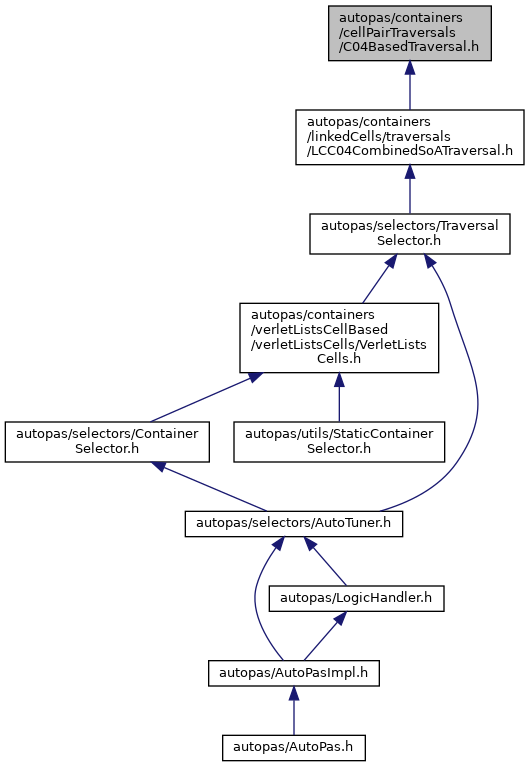 autopas/containers
/cellPairTraversals
/C04BasedTraversal.h
autopas/containers
/linkedCells/traversals
/LCC04CombinedSoATraversal.h
autopas/selectors/Traversal
Selector.h
autopas/containers
/verletListsCellBased
/verletListsCells/VerletLists
Cells.h
autopas/selectors/Container
Selector.h
autopas/utils/StaticContainer
Selector.h
autopas/selectors/AutoTuner.h
autopas/LogicHandler.h
autopas/AutoPasImpl.h
autopas/AutoPas.h